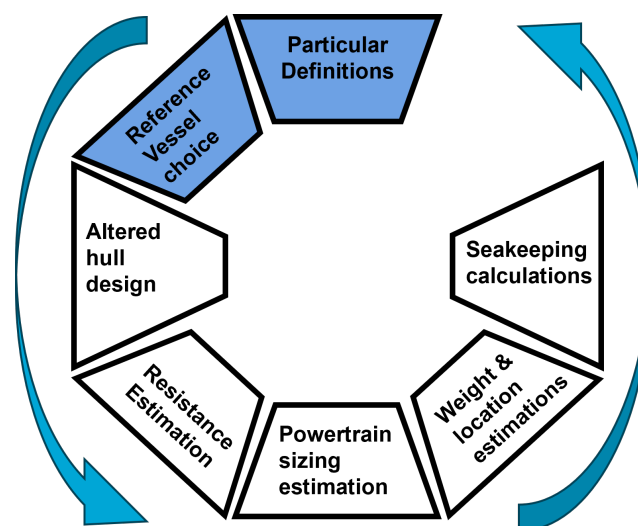 Particular
Definitions
Reference
Vessel
choice
Altered
hull
design
Resistance
Estimation
Powertrain
sizing
estimation
Weight &
location
estimations
Seakeeping
calculations